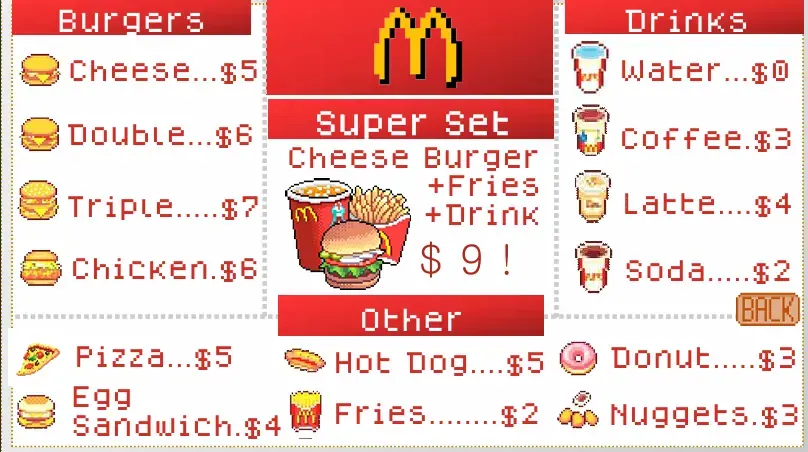 Burgers
Cheese...$5
Double...$6
Triple.....$7
Chicken.$6
Super Set
Cheese Burger
+Fries
+Drink
$9!
Drinks
Water...$0
Coffee.$3
Latte....$4
Soda.....$2
BACK
Other
Pizza...$5
Egg
Sandwich.$4
Hot Dog....$5
Fries........$2
Donut.....$3
Nuggets.$3